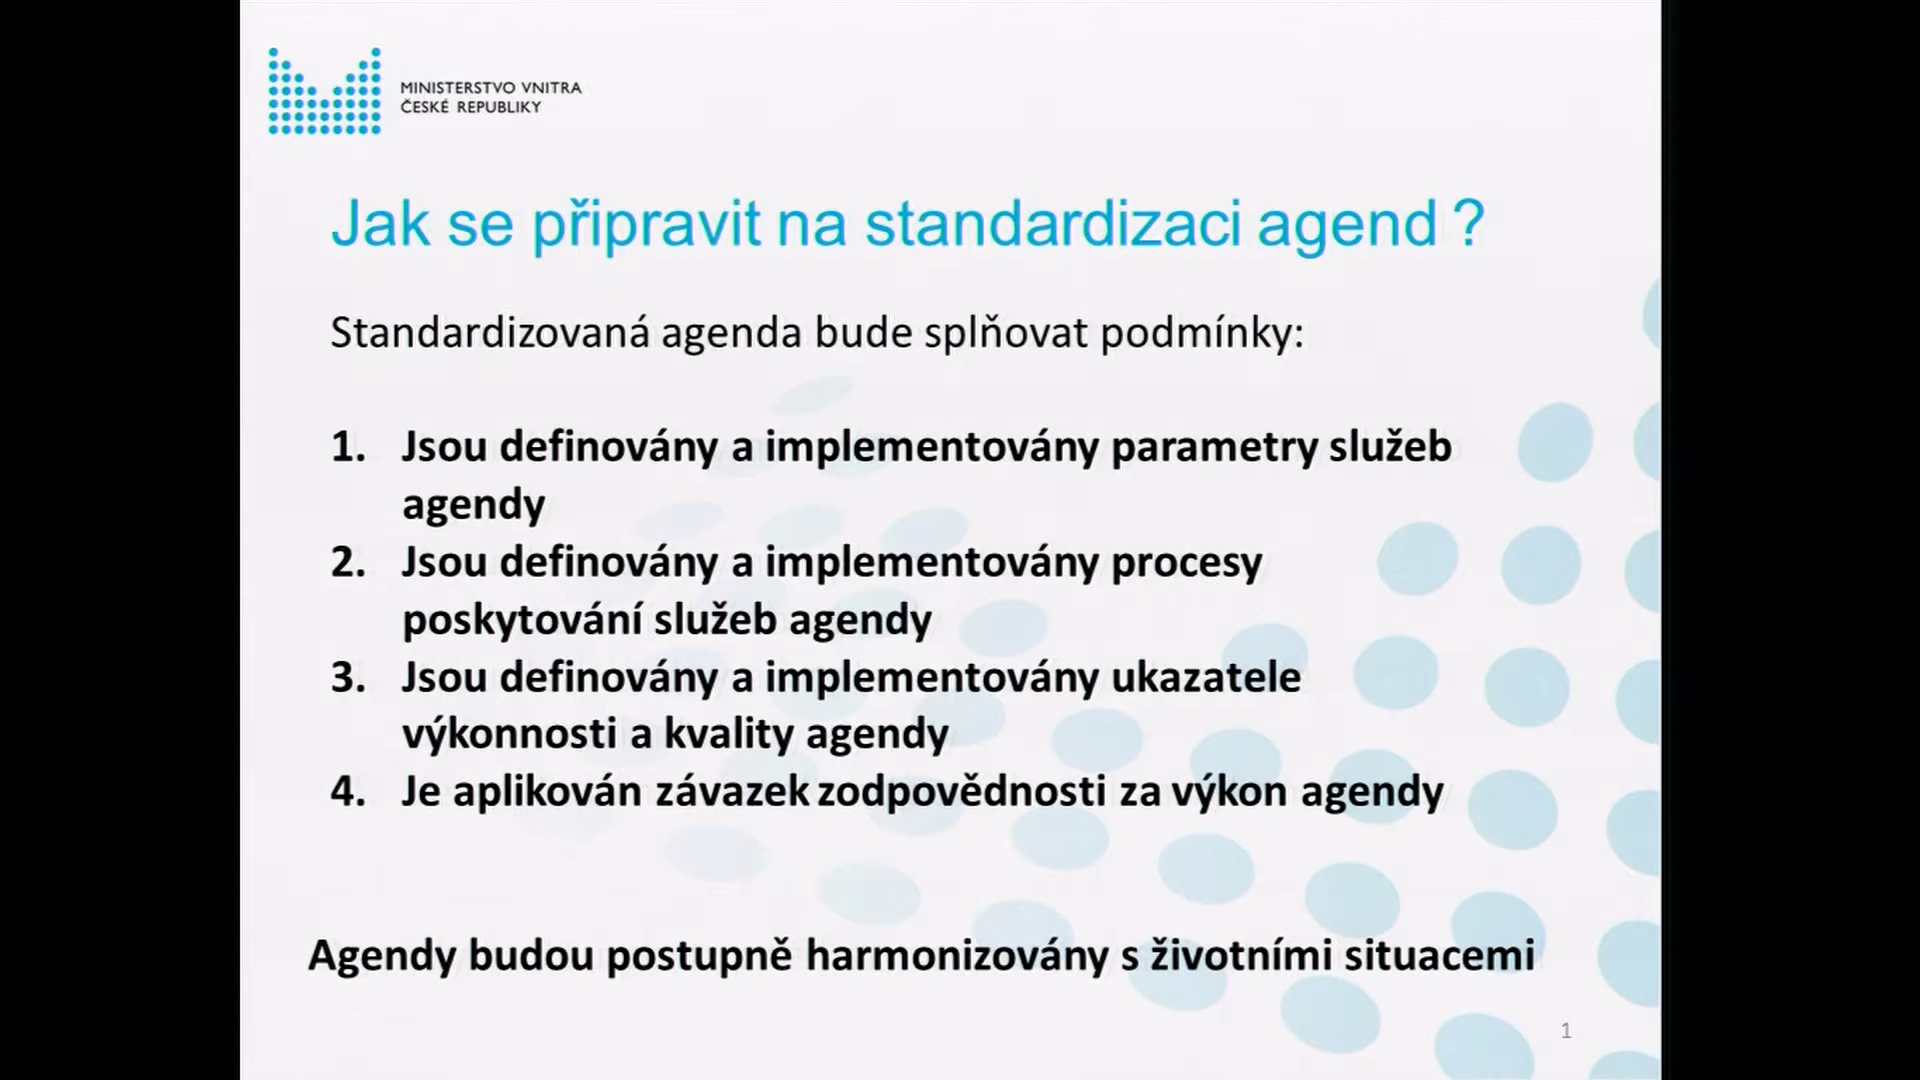 MINISTERSTVO VNITRA
ČESKÉ REPUBLIKY
Jak se připravit na standardizaci agend ?
Standardizovaná agenda bude splňovat podmínky:
1. Jsou definovány a implementovány parametry služeb
agendy
2. Jsou definovány a implementovány procesy
poskytování služeb agendy
3. Jsou definovány a implementovány ukazatele
výkonnosti a kvality agendy
4. Je aplikován závazek zodpovědnosti za výkon agendy
Agendy budou postupně harmonizovány s životními situacemi
1